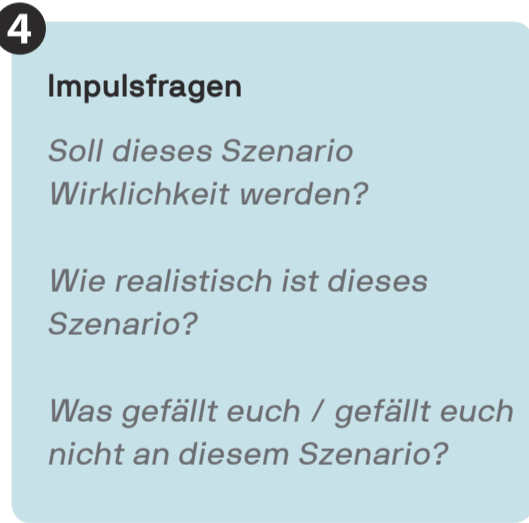 4
Impulsfragen
Soll dieses Szenario
Wirklichkeit werden?
Wie realistisch ist dieses
Szenario?
Was gefällt euch / gefällt euch
nicht an diesem Szenario?